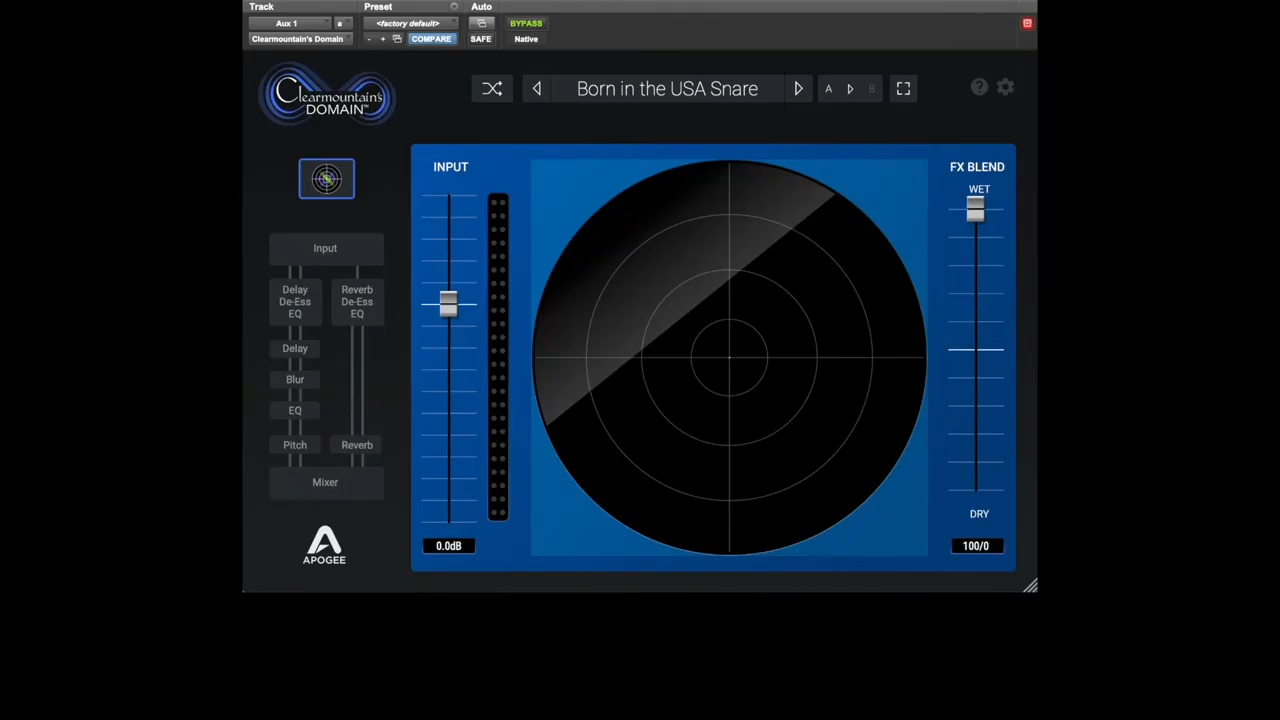 Track Preset Auto
Aux 1 a <factory default> BYPASS
Clearmountain's Domain - + COMPARE SAFE Native
Clearmountain's
DOMAIN™
Born in the USA Snare A B ?
INPUT
FX BLEND
WET
Input
Delay
De-Ess
EQ
Reverb
De-Ess
EQ
Delay
Blur
EQ
Pitch
Reverb
Mixer
DRY
APOGEE
0.0dB
100/0